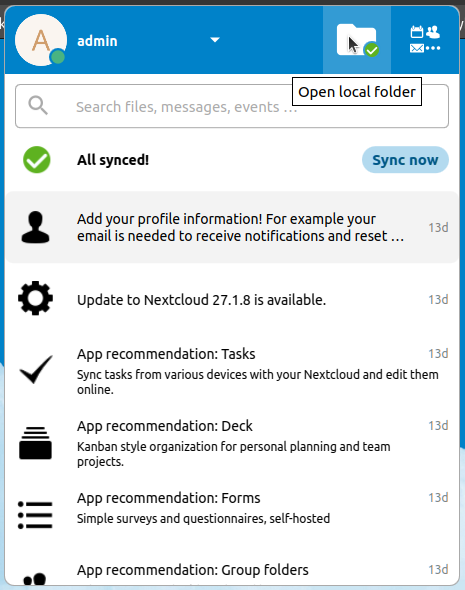 A
admin
Open local folder
Search files, messages, events …
All synced!
Sync now
Add your profile information! For example your
email is needed to receive notifications and reset …
13d
Update to Nextcloud 27.1.8 is available.
13d
App recommendation: Tasks
13d
Sync tasks from various devices with your Nextcloud and edit them
online.
App recommendation: Deck
13d
Kanban style organization for personal planning and team
projects.
App recommendation: Forms
13d
Simple surveys and questionnaires, self-hosted
App recommendation: Group folders
13d